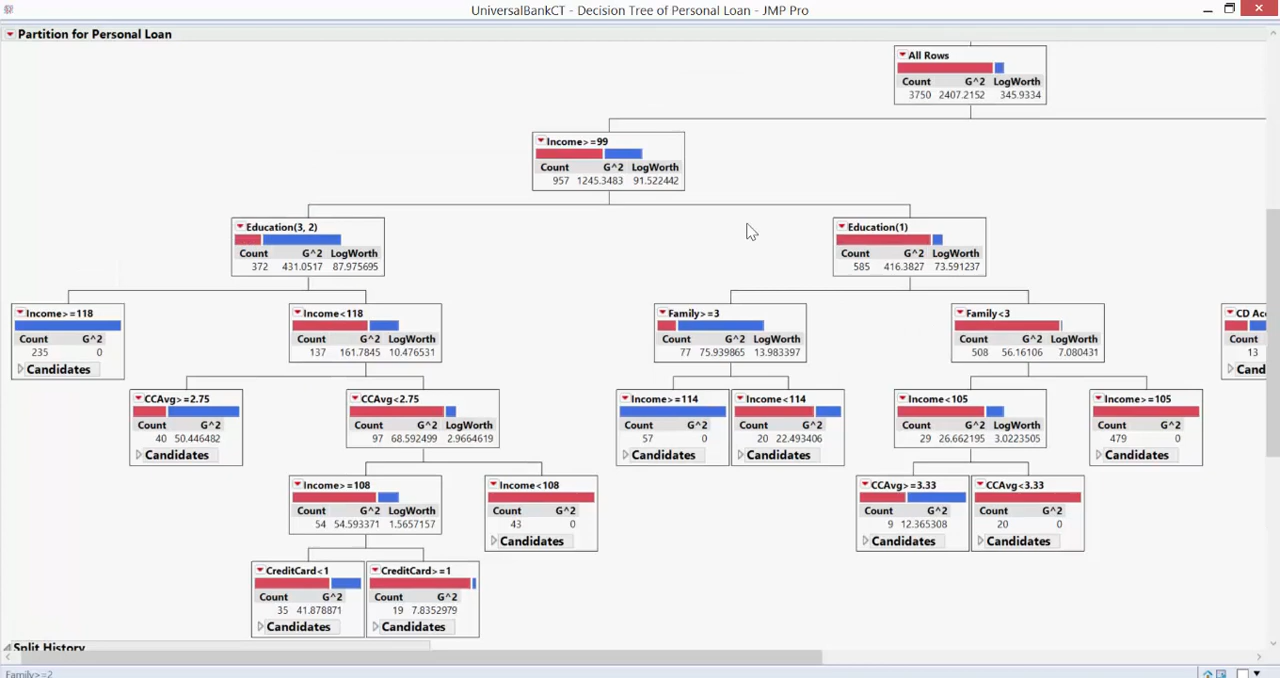 UniversalBankCT - Decision Tree of Personal Loan - JMP Pro
Partition for Personal Loan
All Rows
Count G^2 LogWorth
3750 2407.2152 345.9334
Income>=99
Count G^2 LogWorth
957 1245.3483 91.522442
Education(3, 2)
Count G^2 LogWorth
372 431.0517 87.975695
Education(1)
Count G^2 LogWorth
585 416.3827 73.591237
Income>=118
Count G^2
235 0
Candidates
Income<118
Count G^2 LogWorth
137 161.7845 10.476531
Family>=3
Count G^2 LogWorth
77 75.939865 13.983397
Family<3
Count G^2 LogWorth
508 56.16106 7.080431
CD Acc
Count
13
Cand
CCAvg>=2.75
Count G^2
40 50.446482
Candidates
CCAvg<2.75
Count G^2 LogWorth
97 68.592499 2.9664619
Income>=114
Count G^2
57 0
Candidates
Income<114
Count G^2
20 22.493406
Candidates
Income<105
Count G^2 LogWorth
29 26.662195 3.0223505
Income>=105
Count G^2
479 0
Candidates
Income>=108
Count G^2 LogWorth
54 54.593371 1.5657157
Income<108
Count G^2
43 0
Candidates
CCAvg>=3.33
Count G^2
9 12.365308
Candidates
CCAvg<3.33
Count G^2
20 0
Candidates
CreditCard<1
Count G^2
35 41.878871
Candidates
CreditCard>=1
Count G^2
19 7.8352979
Candidates
Split History
Family>=2